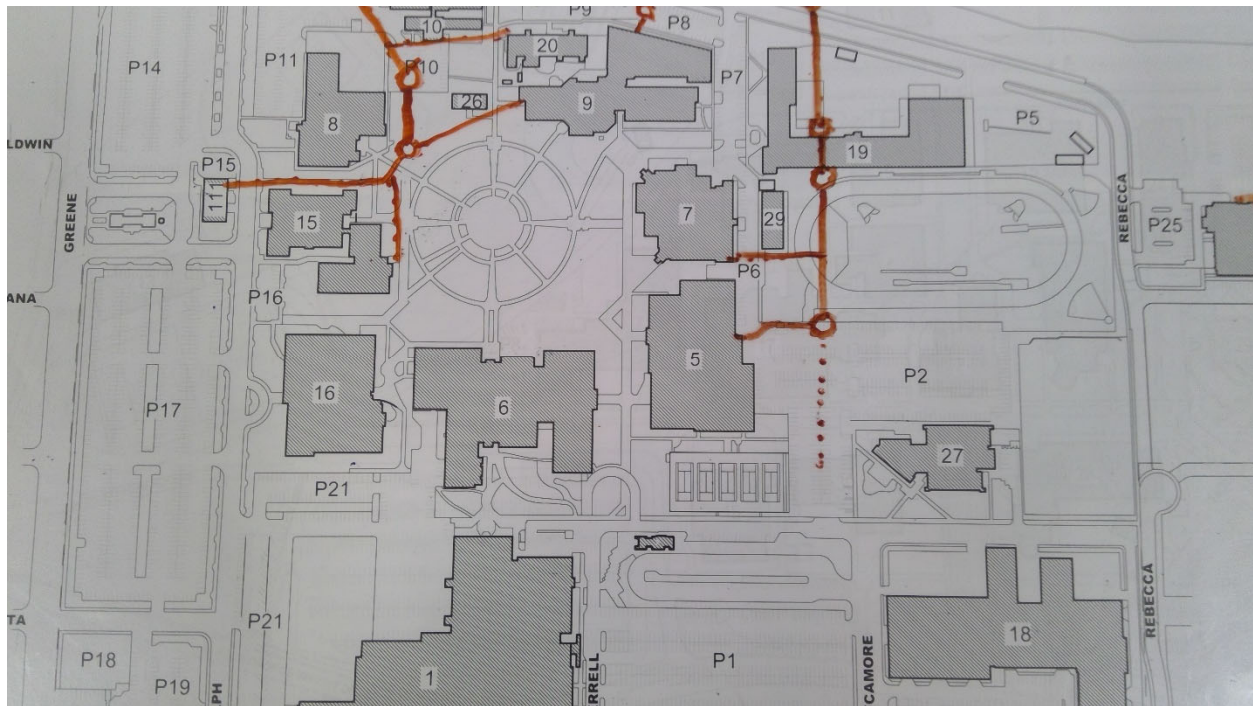 10
P9
P8
P14
P11
P10
20
P7
26
9
8
P5
LDWIN
P15
19
111
GREENE
15
7
29
REBECCA
P25
P6
ANA
P16
5
P2
16
6
P17
27
P21
TA
P21
18
REBECCA
P18
P19
PH
1
RRELL
P1
CAMORE